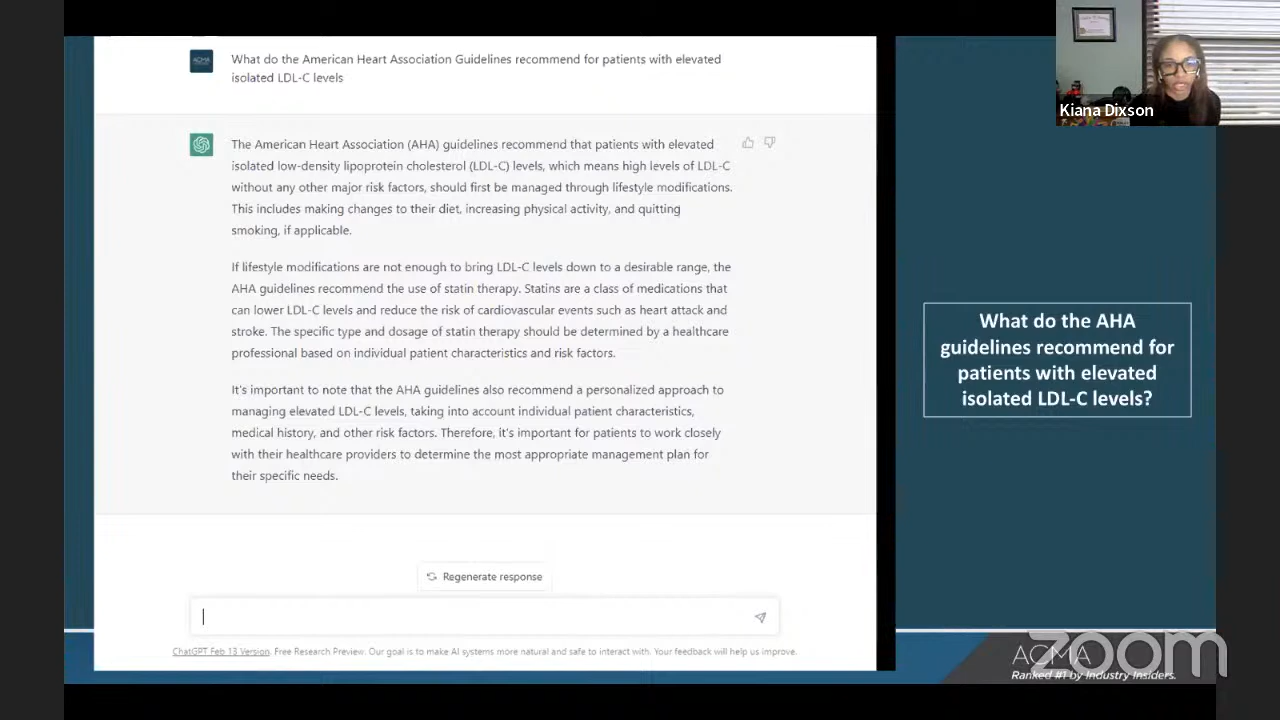 ACMA
What do the American Heart Association Guidelines recommend for patients with elevated
isolated LDL-C levels
The American Heart Association (AHA) guidelines recommend that patients with elevated
isolated low-density lipoprotein cholesterol (LDL-C) levels, which means high levels of LDL-C
without any other major risk factors, should first be managed through lifestyle modifications.
This includes making changes to their diet, increasing physical activity, and quitting
smoking, if applicable.
If lifestyle modifications are not enough to bring LDL-C levels down to a desirable range, the
AHA guidelines recommend the use of statin therapy. Statins are a class of medications that
can lower LDL-C levels and reduce the risk of cardiovascular events such as heart attack and
stroke. The specific type and dosage of statin therapy should be determined by a healthcare
professional based on individual patient characteristics and risk factors.
It's important to note that the AHA guidelines also recommend a personalized approach to
managing elevated LDL-C levels, taking into account individual patient characteristics,
medical history, and other risk factors. Therefore, it's important for patients to work closely
with their healthcare providers to determine the most appropriate management plan for
their specific needs.
Regenerate response
ChatGPT Feb 13 Version. Free Research Preview. Our goal is to make AI systems more natural and safe to interact with. Your feedback will help us improve.
Kiana Dixson
What do the AHA
guidelines recommend for
patients with elevated
isolated LDL-C levels?
ACMA
zoom
Ranked #1 by Industry Insiders.